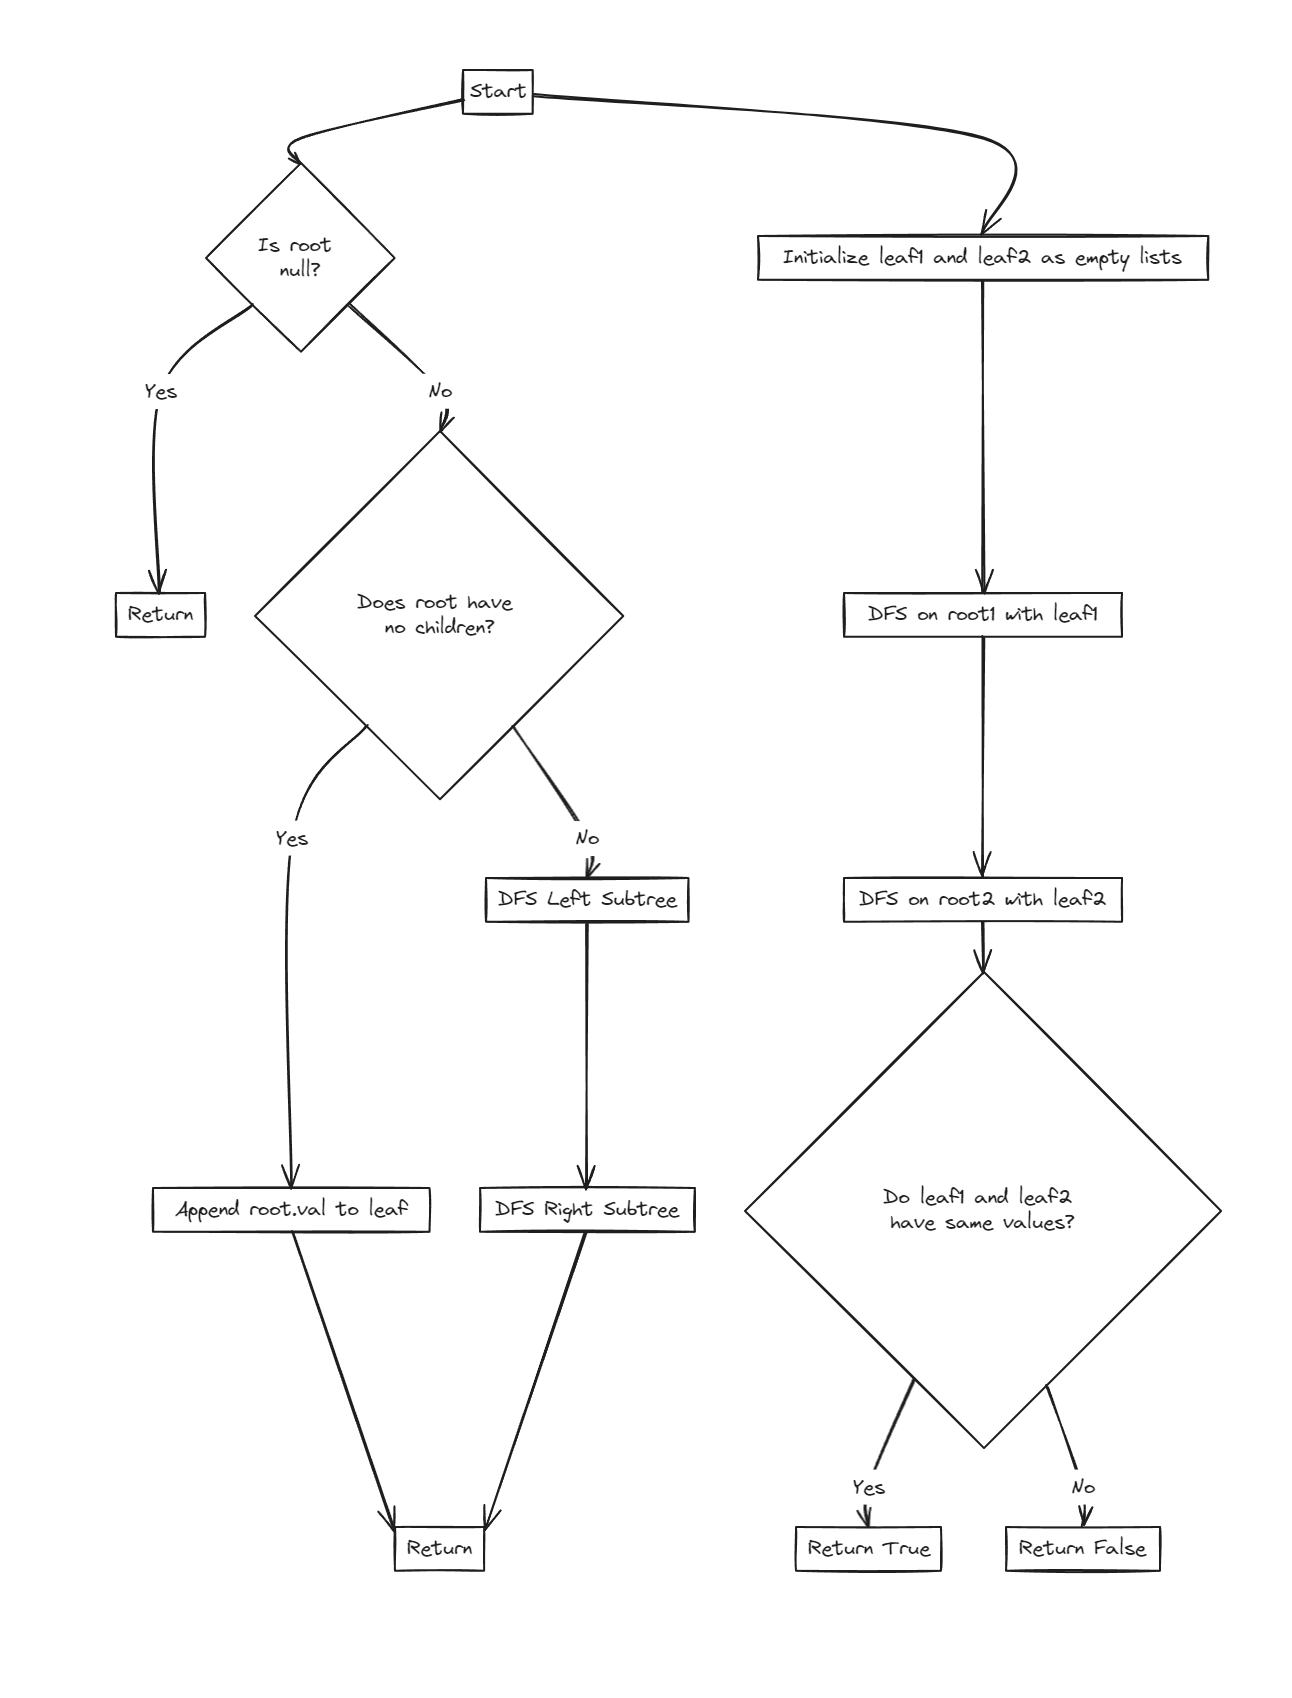 Start
Is root
null?
Initialize leaf1 and leaf2 as empty lists
Yes
No
Does root have
no children?
Return
DFS on root1 with leaf1
Yes
No
DFS Left Subtree
DFS on root2 with leaf2
Append root.val to leaf
DFS Right Subtree
Do leaf1 and leaf2
have same values?
Yes
No
Return
Return True
Return False